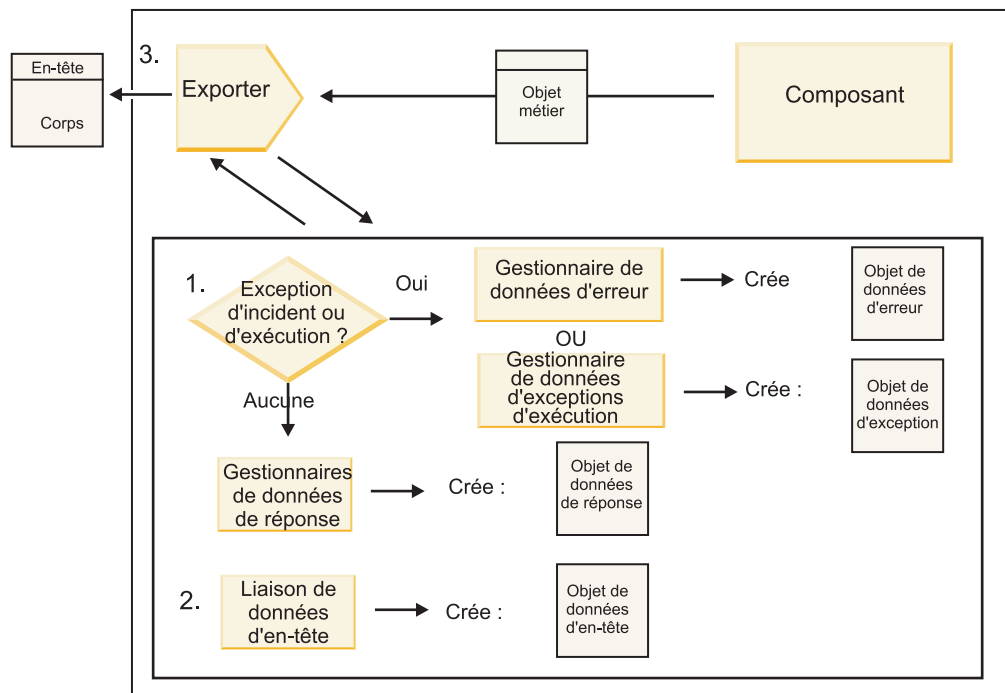 En-tête
Corps
3.
Exporter
Objet
métier
Composant
1.
Exception
d'incident ou
d'exécution ?
Oui
Gestionnaire de
données d'erreur
Crée
Objet de
données
d'erreur
OU
Gestionnaire
de données
d'exceptions
d'exécution
Crée :
Objet de
données
d'exception
Aucune
Gestionnaires
de données
de réponse
Crée :
Objet de
données
de réponse
2.
Liaison de
données
d'en-tête
Crée :
Objet de
données
d'en-tête